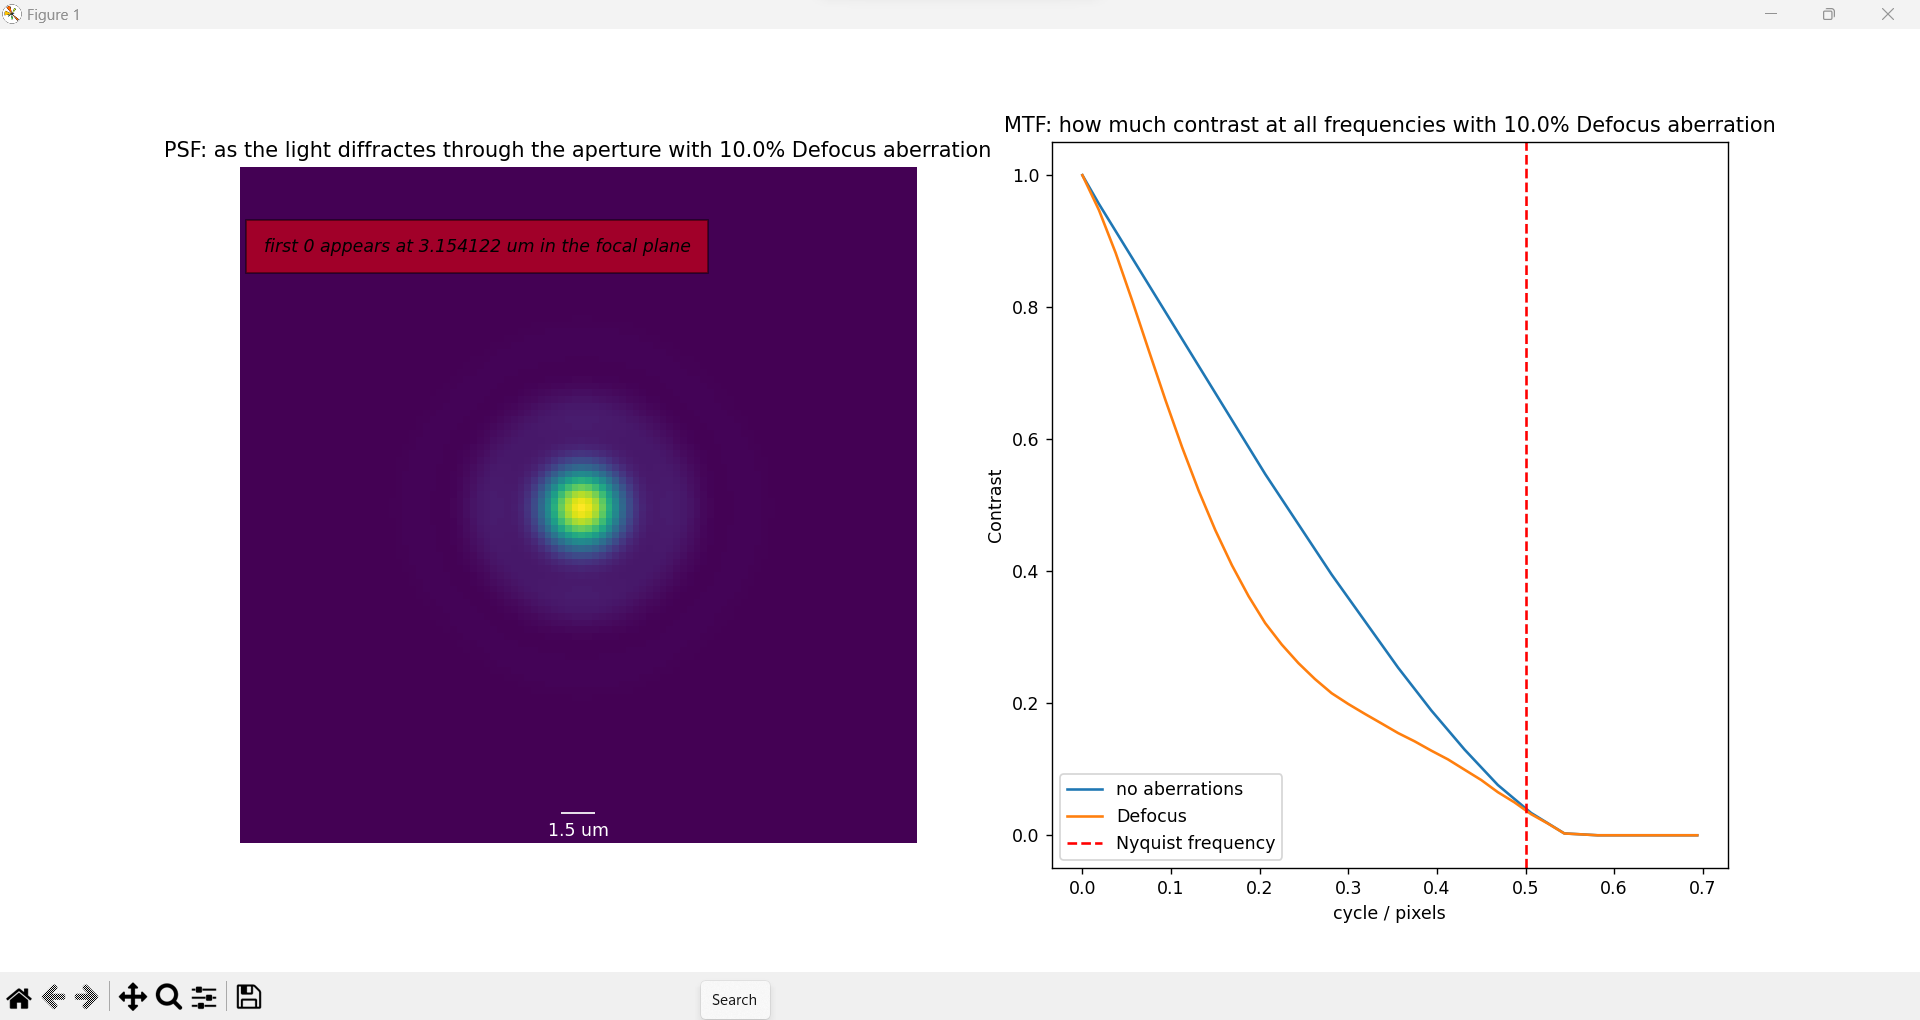 Figure 1
PSF: as the light diffractes through the aperture with 10.0% Defocus aberration
first 0 appears at 3.154122 um in the focal plane
1.5 um
MTF: how much contrast at all frequencies with 10.0% Defocus aberration
1.0
0.8
0.6
0.4
0.2
0.0
Contrast
no aberrations
Defocus
Nyquist frequency
0.0 0.1 0.2 0.3 0.4 0.5 0.6 0.7
cycle / pixels
Search